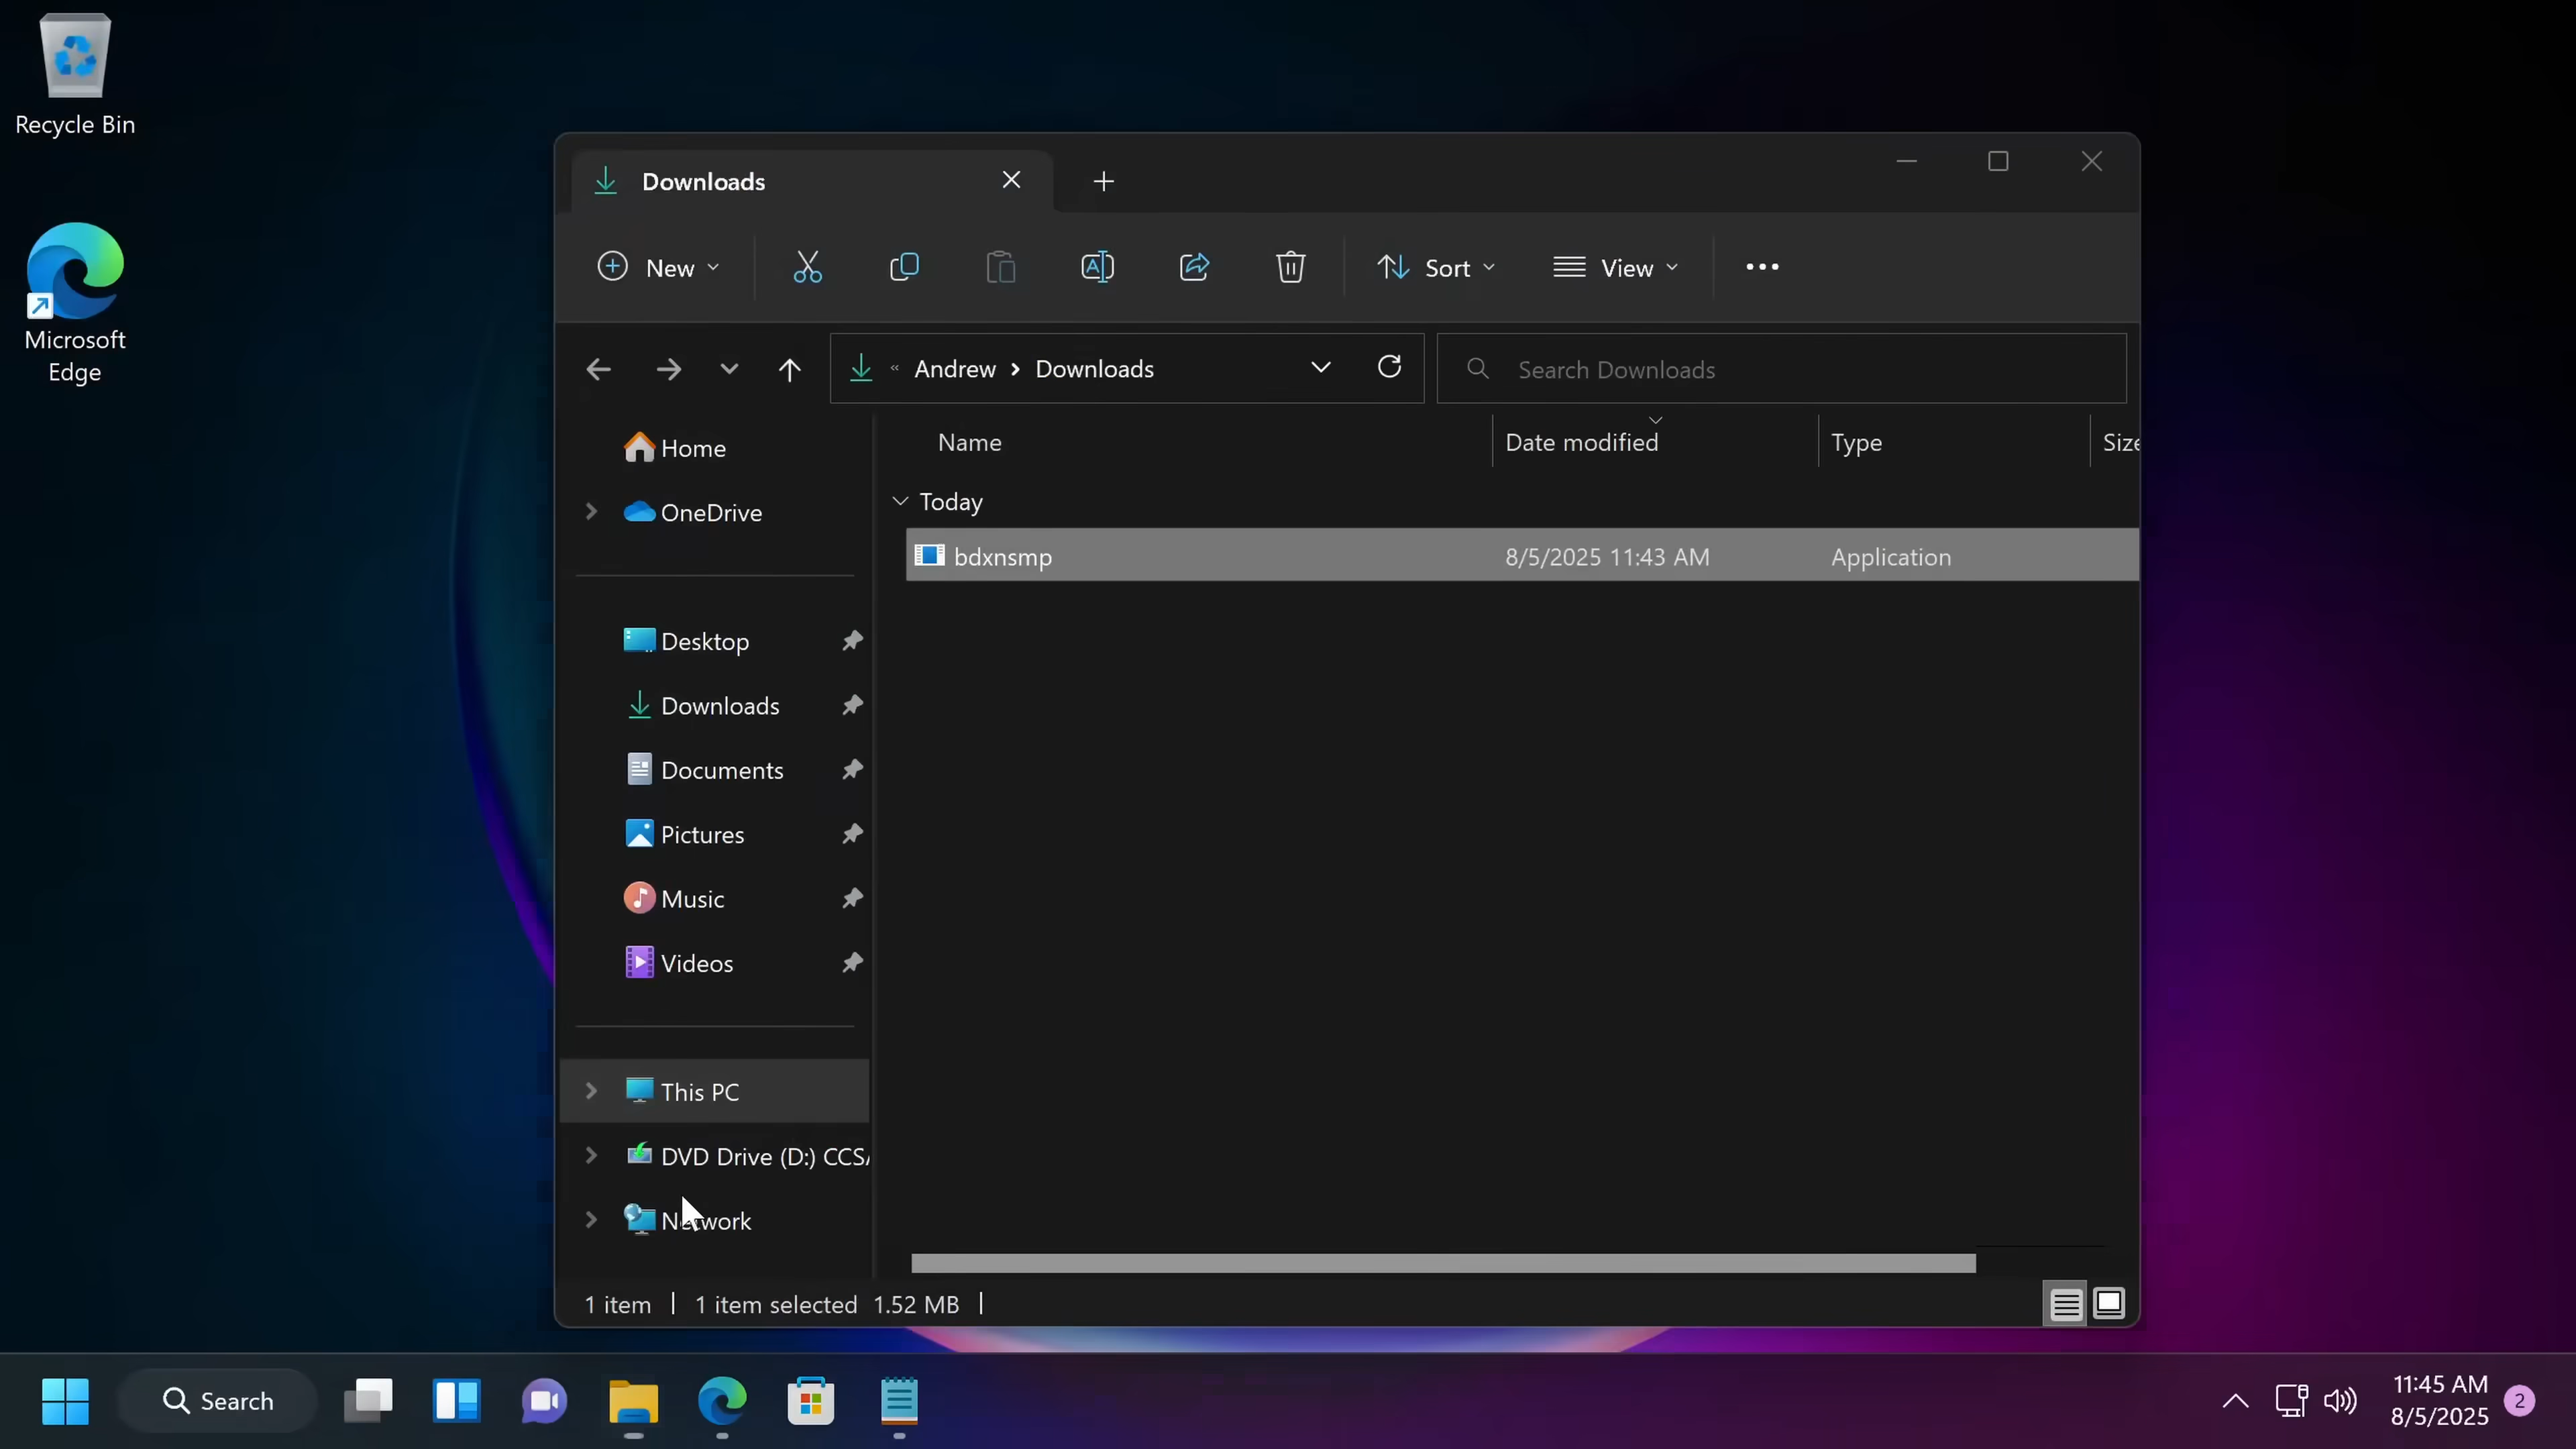 Recycle Bin
Microsoft
Edge
Downloads
New
Sort
View
Andrew
Downloads
Search Downloads
Home
OneDrive
Desktop
Downloads
Documents
Pictures
Music
Videos
This PC
DVD Drive (D:) CCSA
Network
Name
Date modified
Type
Size
Today
bdxnsmp
8/5/2025 11:43 AM
Application
1 item
1 item selected
1.52 MB
Search
11:45 AM
8/5/2025
2